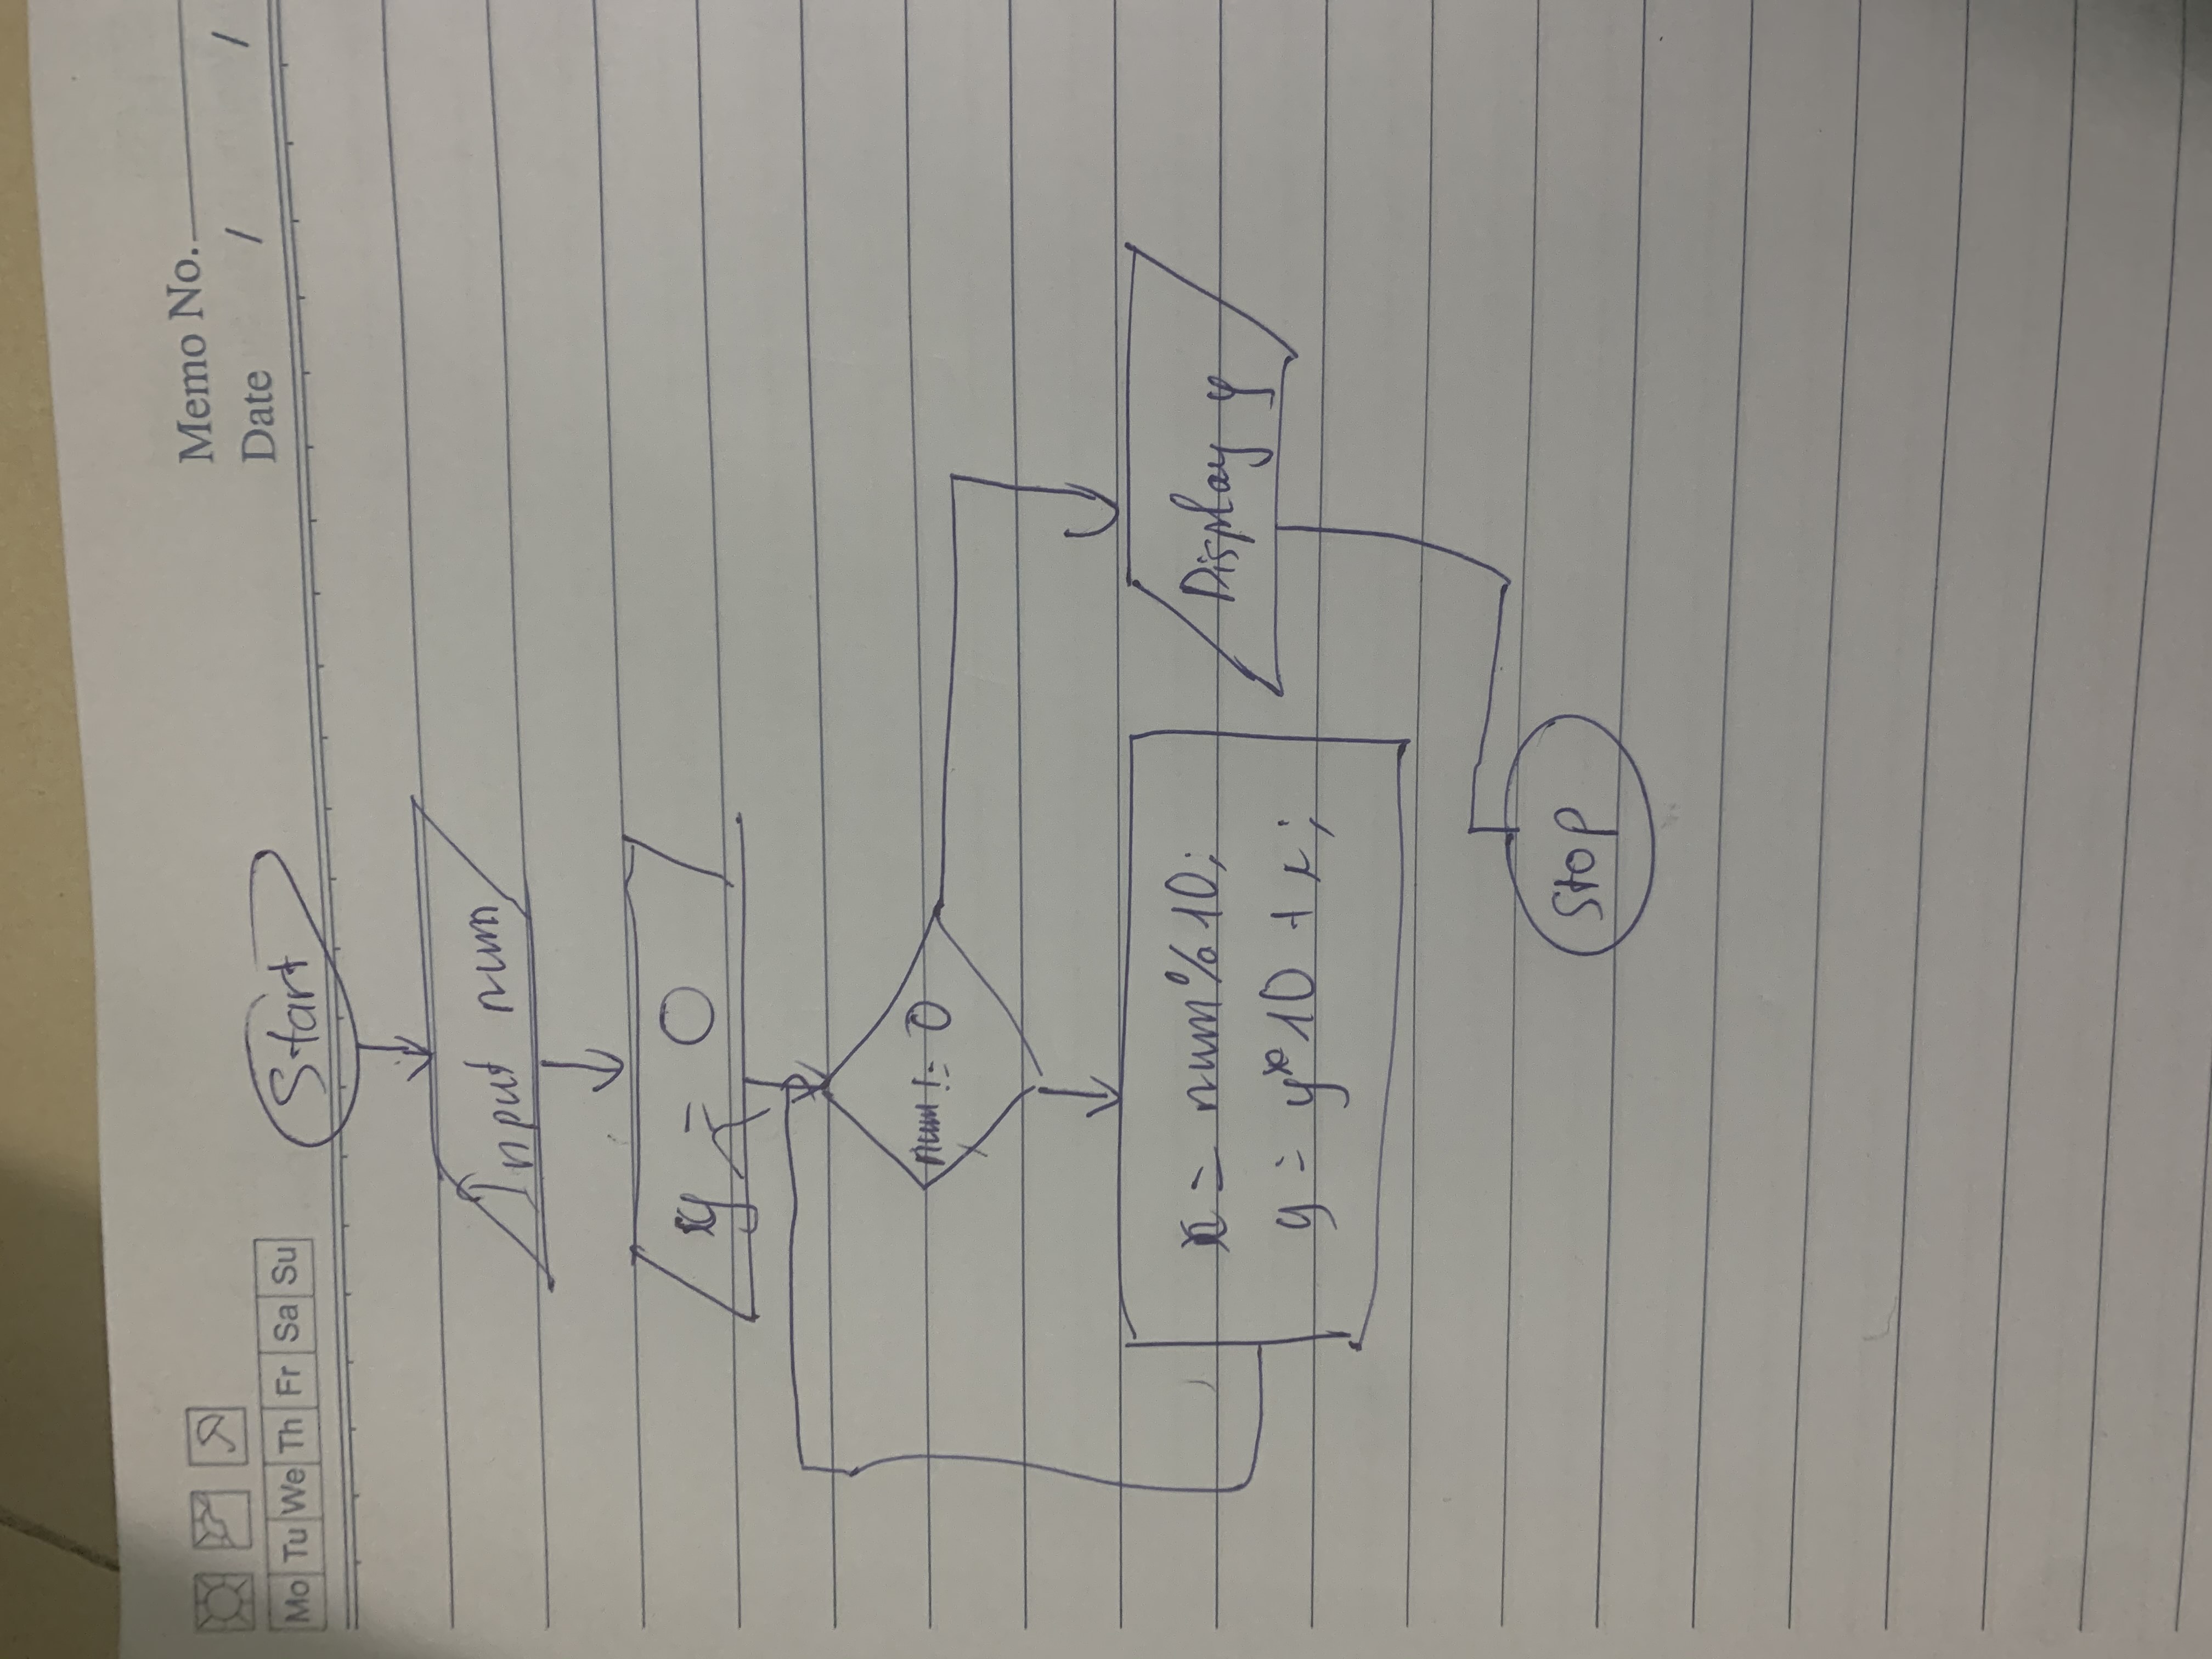 Memo No.
Date / /
Mo Tu We Th Fr Sa Su
Start
Input num
y = 0
num != 0
x = num%10;
y = y*10 + x;
Display y
Stop